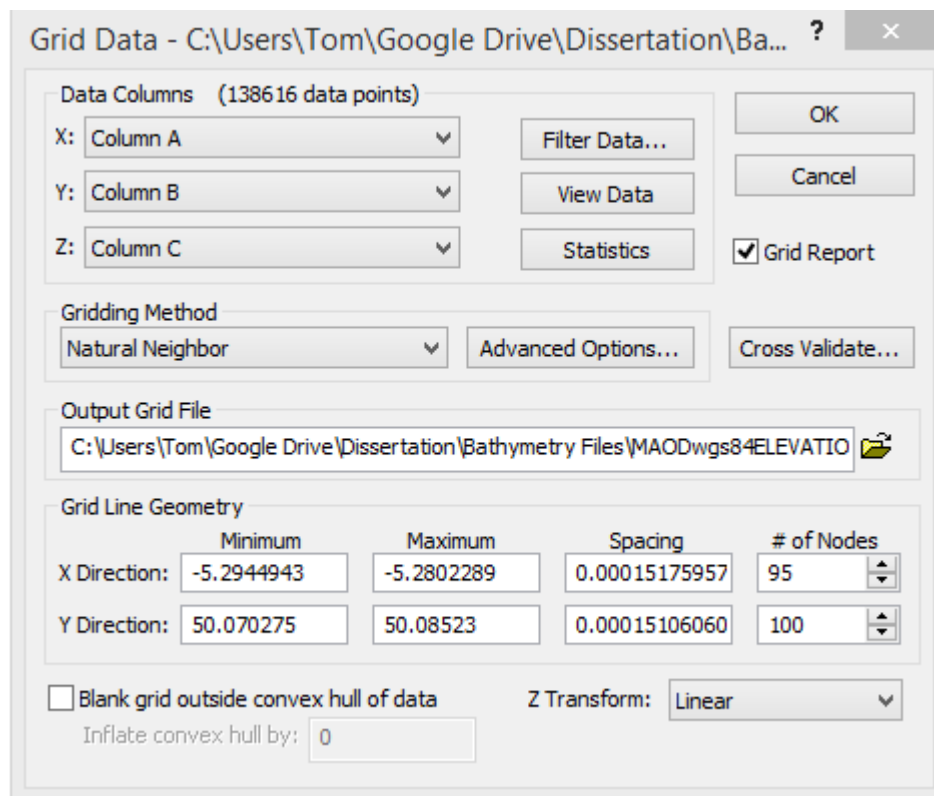 Grid Data - C:\Users\Tom\Google Drive\Dissertation\Ba... ? ×
Data Columns (138616 data points)
X: Column A
Filter Data...
Y: Column B
View Data
Z: Column C
Statistics
OK
Cancel
Grid Report
Gridding Method
Natural Neighbor
Advanced Options...
Cross Validate...
Output Grid File
C:\Users\Tom\Google Drive\Dissertation\Bathymetry Files\MAODwgs84ELEVATIO
Grid Line Geometry
Minimum Maximum Spacing # of Nodes
X Direction: -5.2944943 -5.2802289 0.00015175957 95
Y Direction: 50.070275 50.08523 0.00015106060 100
Blank grid outside convex hull of data
Z Transform: Linear
Inflate convex hull by: 0